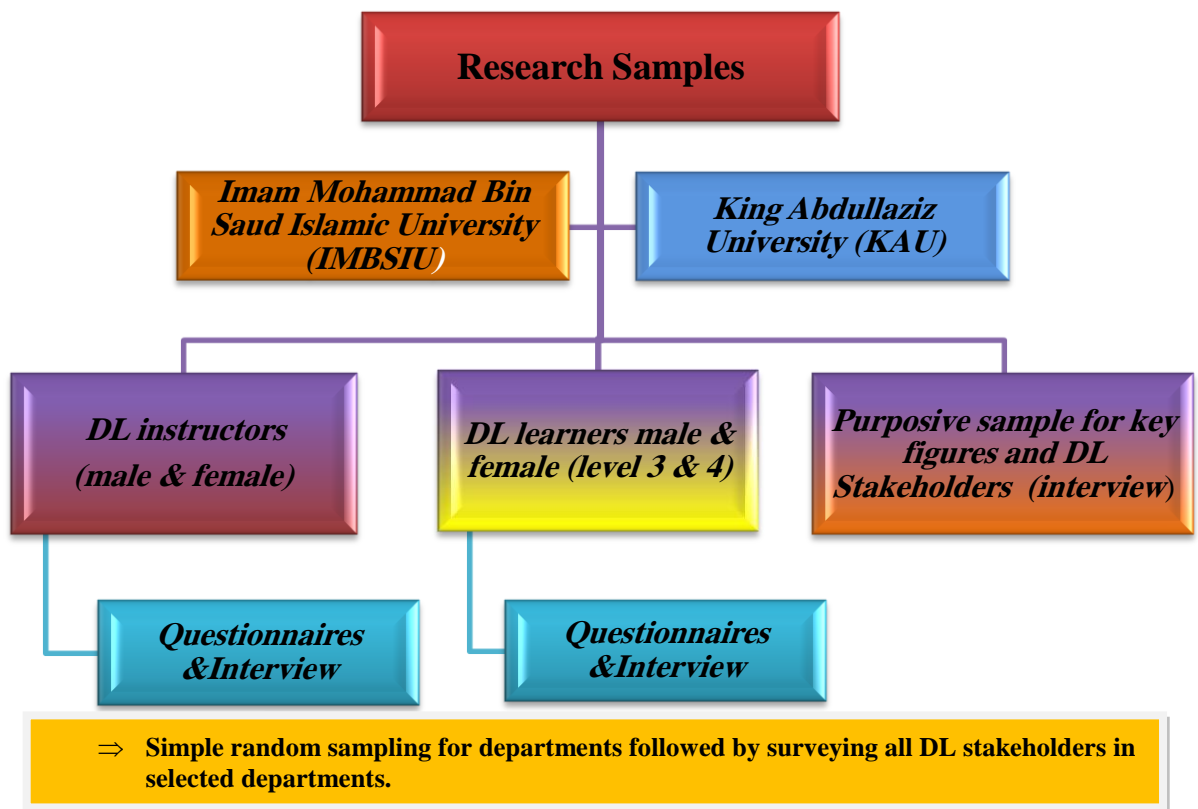 Research Samples
Imam Mohammad Bin
Saud Islamic University
(IMBSIU)
King Abdullaziz
University (KAU)
DL instructors
(male & female)
DL learners male &
female (level 3 & 4)
Purposive sample for key
figures and DL
Stakeholders (interview)
Questionnaires
&Interview
Questionnaires
&Interview
⇒ Simple random sampling for departments followed by surveying all DL stakeholders in
selected departments.